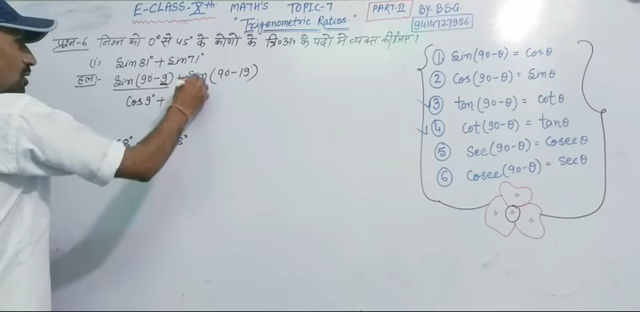 E-CLASS-Xth MATH'S TOPIC-7 PART-II BY:BSG
"Trigonometric Ratios" 9414727986
प्रश्न-6 निम्न को 0° से 45° के कोणों के त्रि०अ० के पदों में व्यक्त कीजिए?
(i) Sin 81° + Sin 71°
हल:- Sin (90-9) + Sin (90-19)
Cos 9° +
① Sin(90-θ) = Cosθ
② Cos(90-θ) = Sinθ
③ tan(90-θ) = Cotθ
④ Cot(90-θ) = tanθ
⑤ Sec(90-θ) = Cosecθ
⑥ Cosec(90-θ) = Secθ